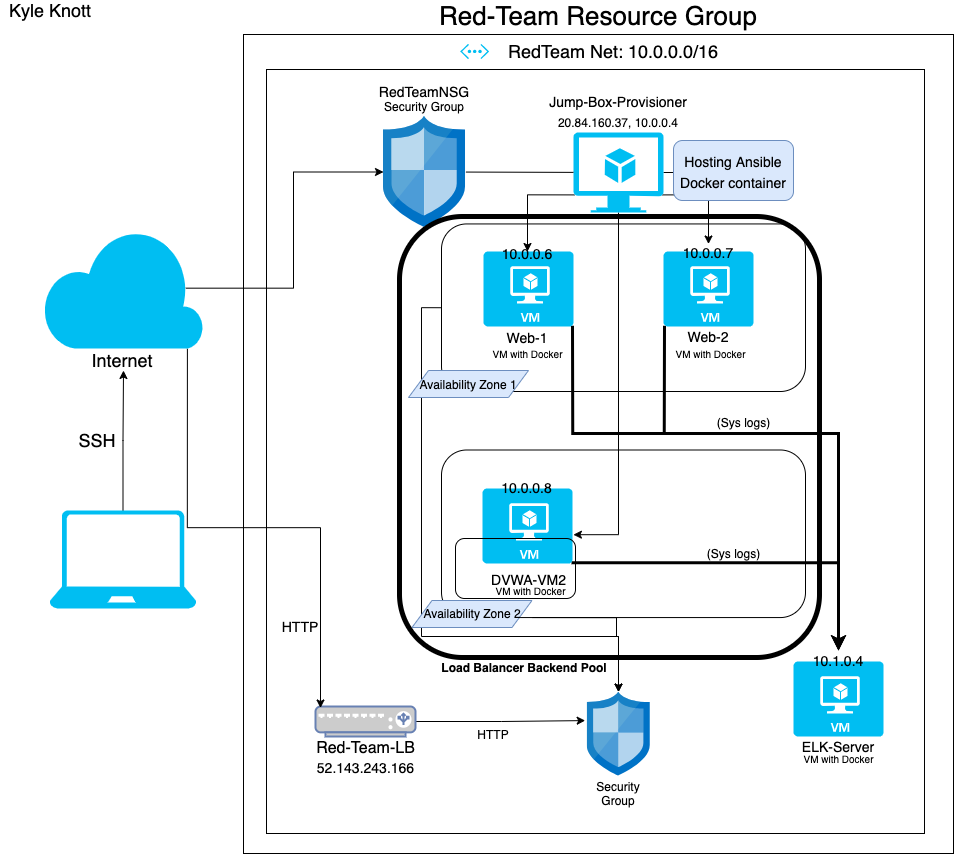 Kyle Knott
Red-Team Resource Group
RedTeam Net: 10.0.0.0/16
RedTeamNSG
Security Group
Jump-Box-Provisioner
20.84.160.37, 10.0.0.4
Hosting Ansible
Docker container
10.0.0.6
VM
Web-1
VM with Docker
10.0.0.7
VM
Web-2
VM with Docker
Internet
Availability Zone 1
(Sys logs)
SSH
10.0.0.8
VM
DVWA-VM2
VM with Docker
(Sys logs)
Availability Zone 2
HTTP
Load Balancer Backend Pool
10.1.0.4
VM
ELK-Server
VM with Docker
Red-Team-LB
52.143.243.166
HTTP
Security
Group